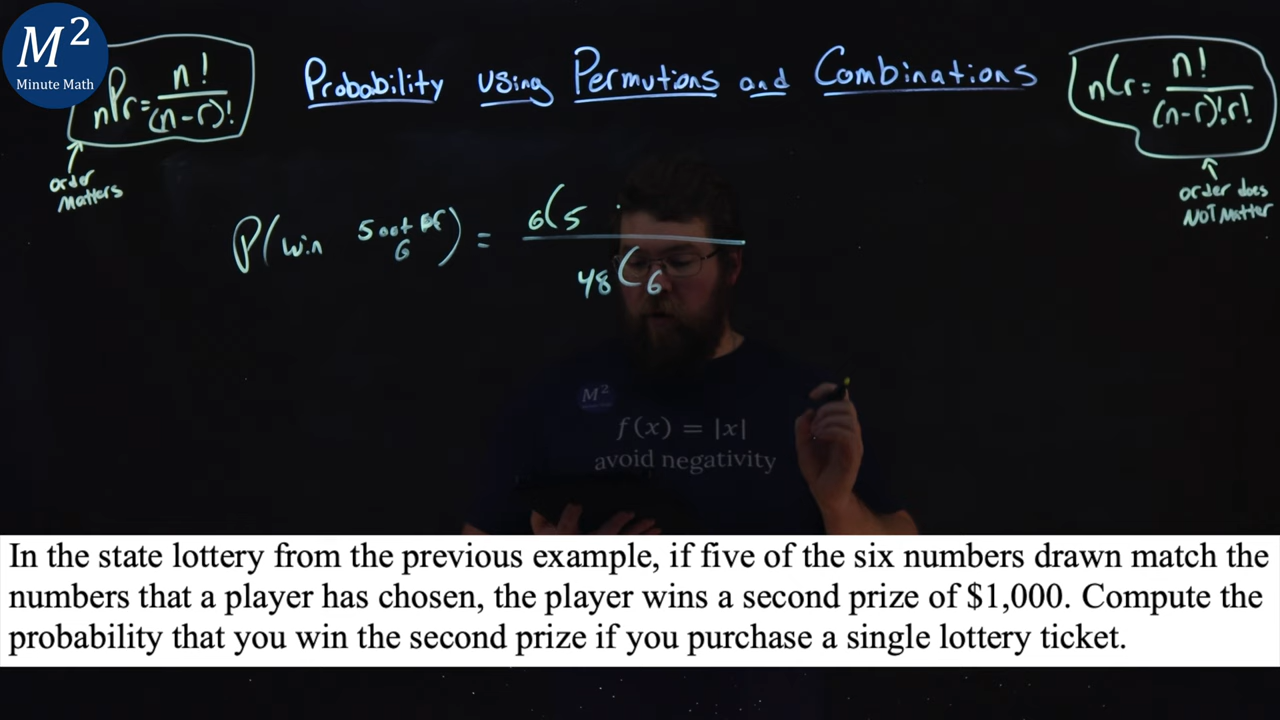 M²
Minute Math
nPr = n! / (n-r)!
order
Matters
Probability using Permutions and Combinations
nCr = n! / (n-r)!·r!
order does
NOT Matter
P(win 5 out of 6) = 6C5 / 48C6
M²
f(x) = |x|
avoid negativity
In the state lottery from the previous example, if five of the six numbers drawn match the
numbers that a player has chosen, the player wins a second prize of $1,000. Compute the
probability that you win the second prize if you purchase a single lottery ticket.